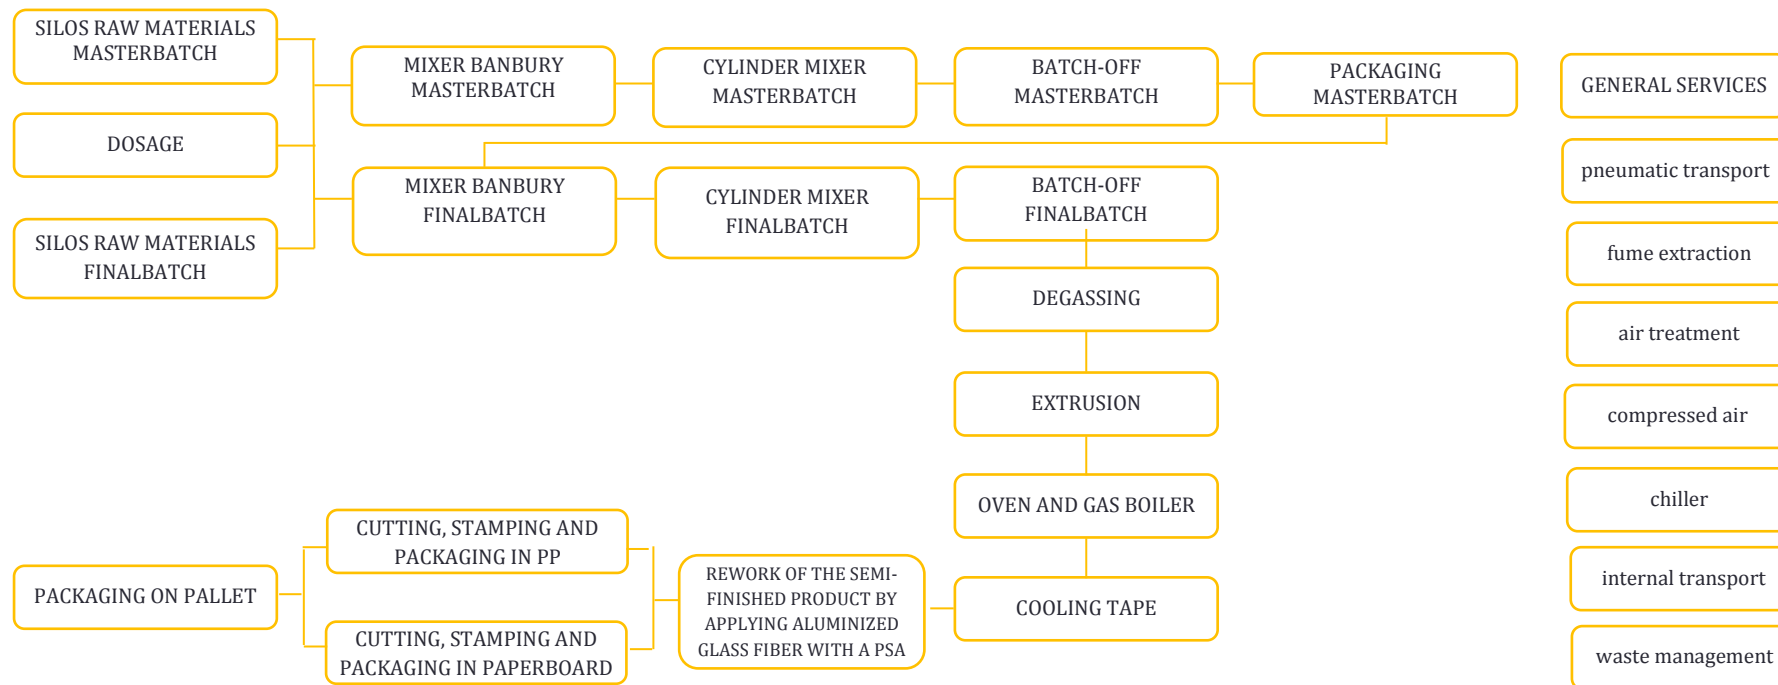 SILOS RAW MATERIALS
MASTERBATCH
MIXER BANBURY
MASTERBATCH
CYLINDER MIXER
MASTERBATCH
BATCH-OFF
MASTERBATCH
PACKAGING
MASTERBATCH
GENERAL SERVICES
DOSAGE
pneumatic transport
SILOS RAW MATERIALS
FINALBATCH
MIXER BANBURY
FINALBATCH
CYLINDER MIXER
FINALBATCH
BATCH-OFF
FINALBATCH
fume extraction
DEGASSING
air treatment
EXTRUSION
compressed air
OVEN AND GAS BOILER
chiller
COOLING TAPE
internal transport
REWORK OF THE SEMI-
FINISHED PRODUCT BY
APPLYING ALUMINIZED
GLASS FIBER WITH A PSA
CUTTING, STAMPING AND
PACKAGING IN PP
CUTTING, STAMPING AND
PACKAGING IN PAPERBOARD
PACKAGING ON PALLET
waste management